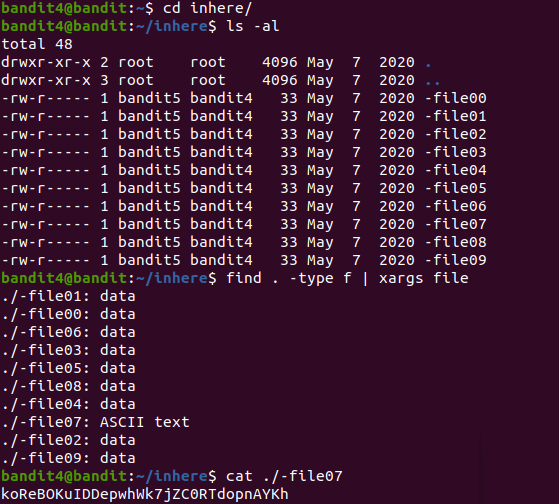 bandit4@bandit:~$ cd inhere/
bandit4@bandit:~/inhere$ ls -al
total 48
drwxr-xr-x 2 root    root    4096 May  7  2020 .
drwxr-xr-x 3 root    root    4096 May  7  2020 ..
-rw-r----- 1 bandit5 bandit4   33 May  7  2020 -file00
-rw-r----- 1 bandit5 bandit4   33 May  7  2020 -file01
-rw-r----- 1 bandit5 bandit4   33 May  7  2020 -file02
-rw-r----- 1 bandit5 bandit4   33 May  7  2020 -file03
-rw-r----- 1 bandit5 bandit4   33 May  7  2020 -file04
-rw-r----- 1 bandit5 bandit4   33 May  7  2020 -file05
-rw-r----- 1 bandit5 bandit4   33 May  7  2020 -file06
-rw-r----- 1 bandit5 bandit4   33 May  7  2020 -file07
-rw-r----- 1 bandit5 bandit4   33 May  7  2020 -file08
-rw-r----- 1 bandit5 bandit4   33 May  7  2020 -file09
bandit4@bandit:~/inhere$ find . -type f | xargs file
./-file01: data
./-file00: data
./-file06: data
./-file03: data
./-file05: data
./-file08: data
./-file04: data
./-file07: ASCII text
./-file02: data
./-file09: data
bandit4@bandit:~/inhere$ cat ./-file07
koReBOKuIDDepwhWk7jZC0RTdopnAYKh